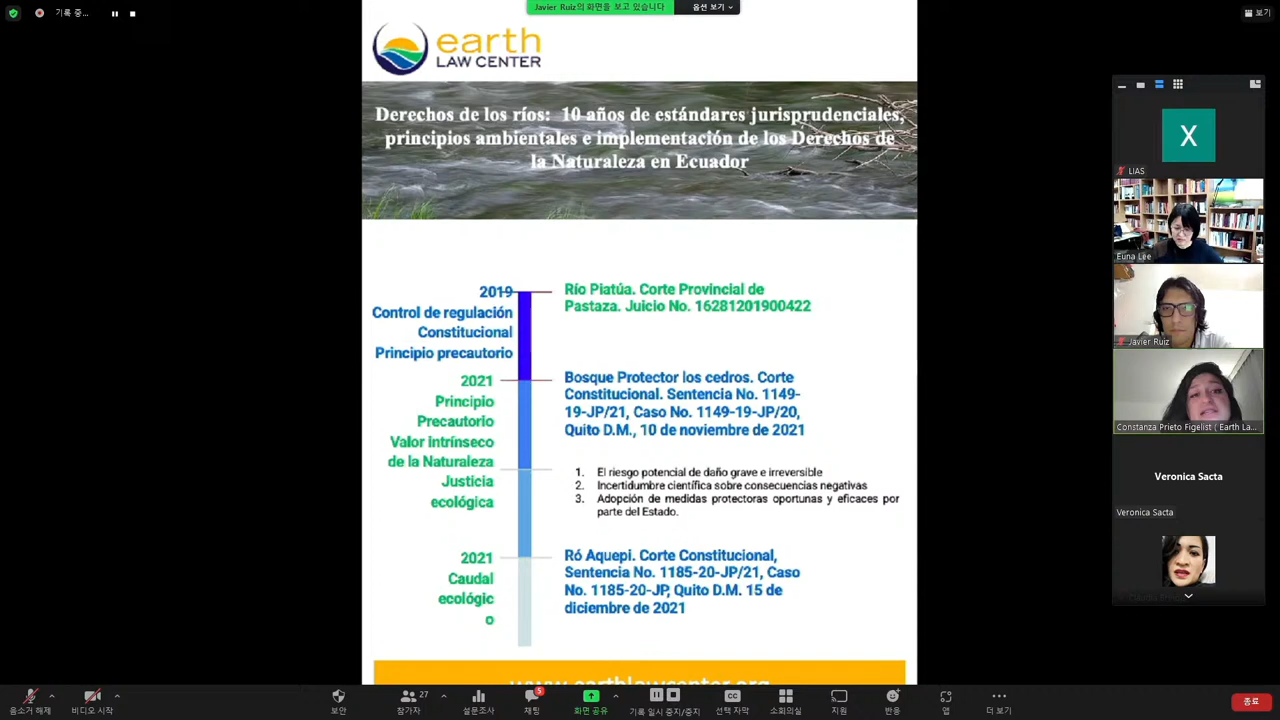 기록 중...
Javier Ruiz의 화면을 보고 있습니다
옵션 보기
보기
earth
LAW CENTER
Derechos de los ríos: 10 años de estándares jurisprudenciales,
principios ambientales e implementación de los Derechos de
la Naturaleza en Ecuador
2019
Control de regulación
Constitucional
Principio precautorio
Río Piatúa. Corte Provincial de
Pastaza. Juicio No. 16281201900422
2021
Principio
Precautorio
Valor intrínseco
de la Naturaleza
Justicia
ecológica
Bosque Protector los cedros. Corte
Constitucional. Sentencia No. 1149-
19-JP/21, Caso No. 1149-19-JP/20,
Quito D.M., 10 de noviembre de 2021
1. El riesgo potencial de daño grave e irreversible
2. Incertidumbre científica sobre consecuencias negativas
3. Adopción de medidas protectoras oportunas y eficaces por
parte del Estado.
2021
Caudal
ecológic
o
Ró Aquepi. Corte Constitucional,
Sentencia No. 1185-20-JP/21, Caso
No. 1185-20-JP, Quito D.M. 15 de
diciembre de 2021
www.earthlawcenter.org
X
LIAS
Euna Lee
Javier Ruiz
Constanza Prieto Figelist ( Earth La...
Veronica Sacta
Veronica Sacta
음소거 해제
비디오 시작
보안
27
참가자
설문조사
5
채팅
화면 공유
기록 일시 중지/중지
선택 자막
소회의실
지원
반응
앱
더 보기
종료